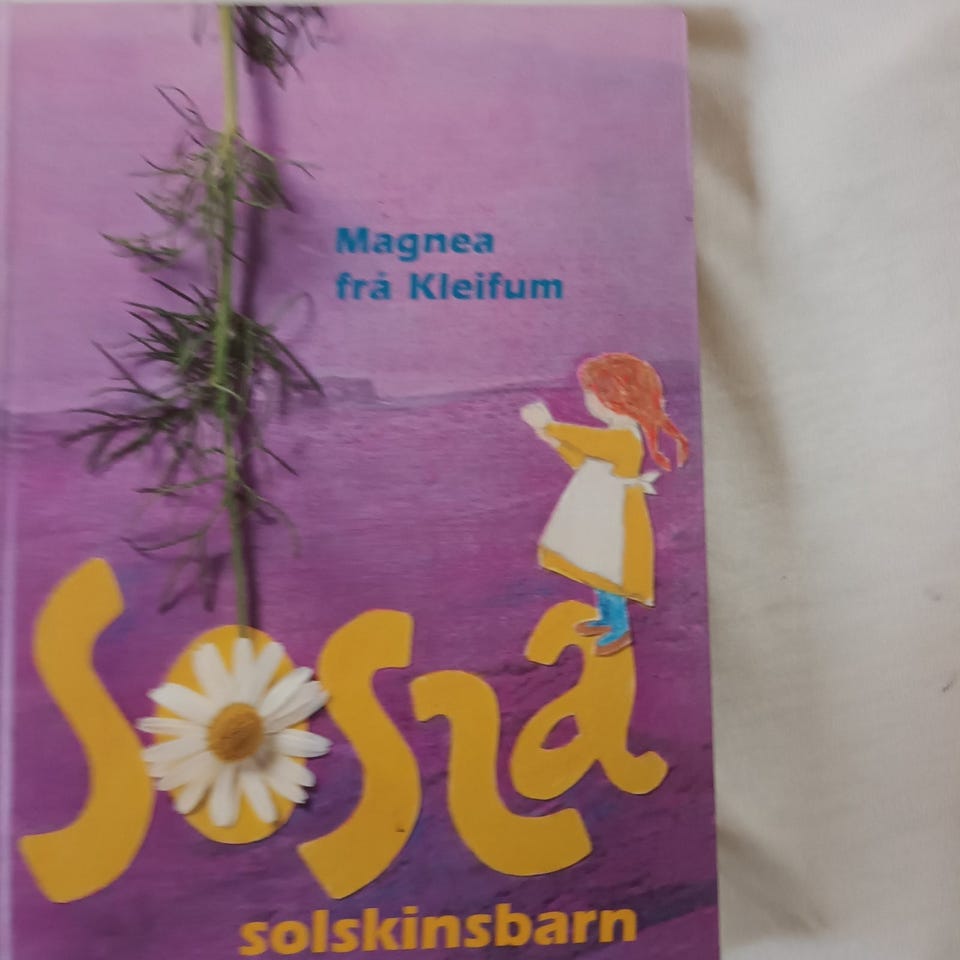 Magnea
frá Kleifum
Sossa
solskinsbarn